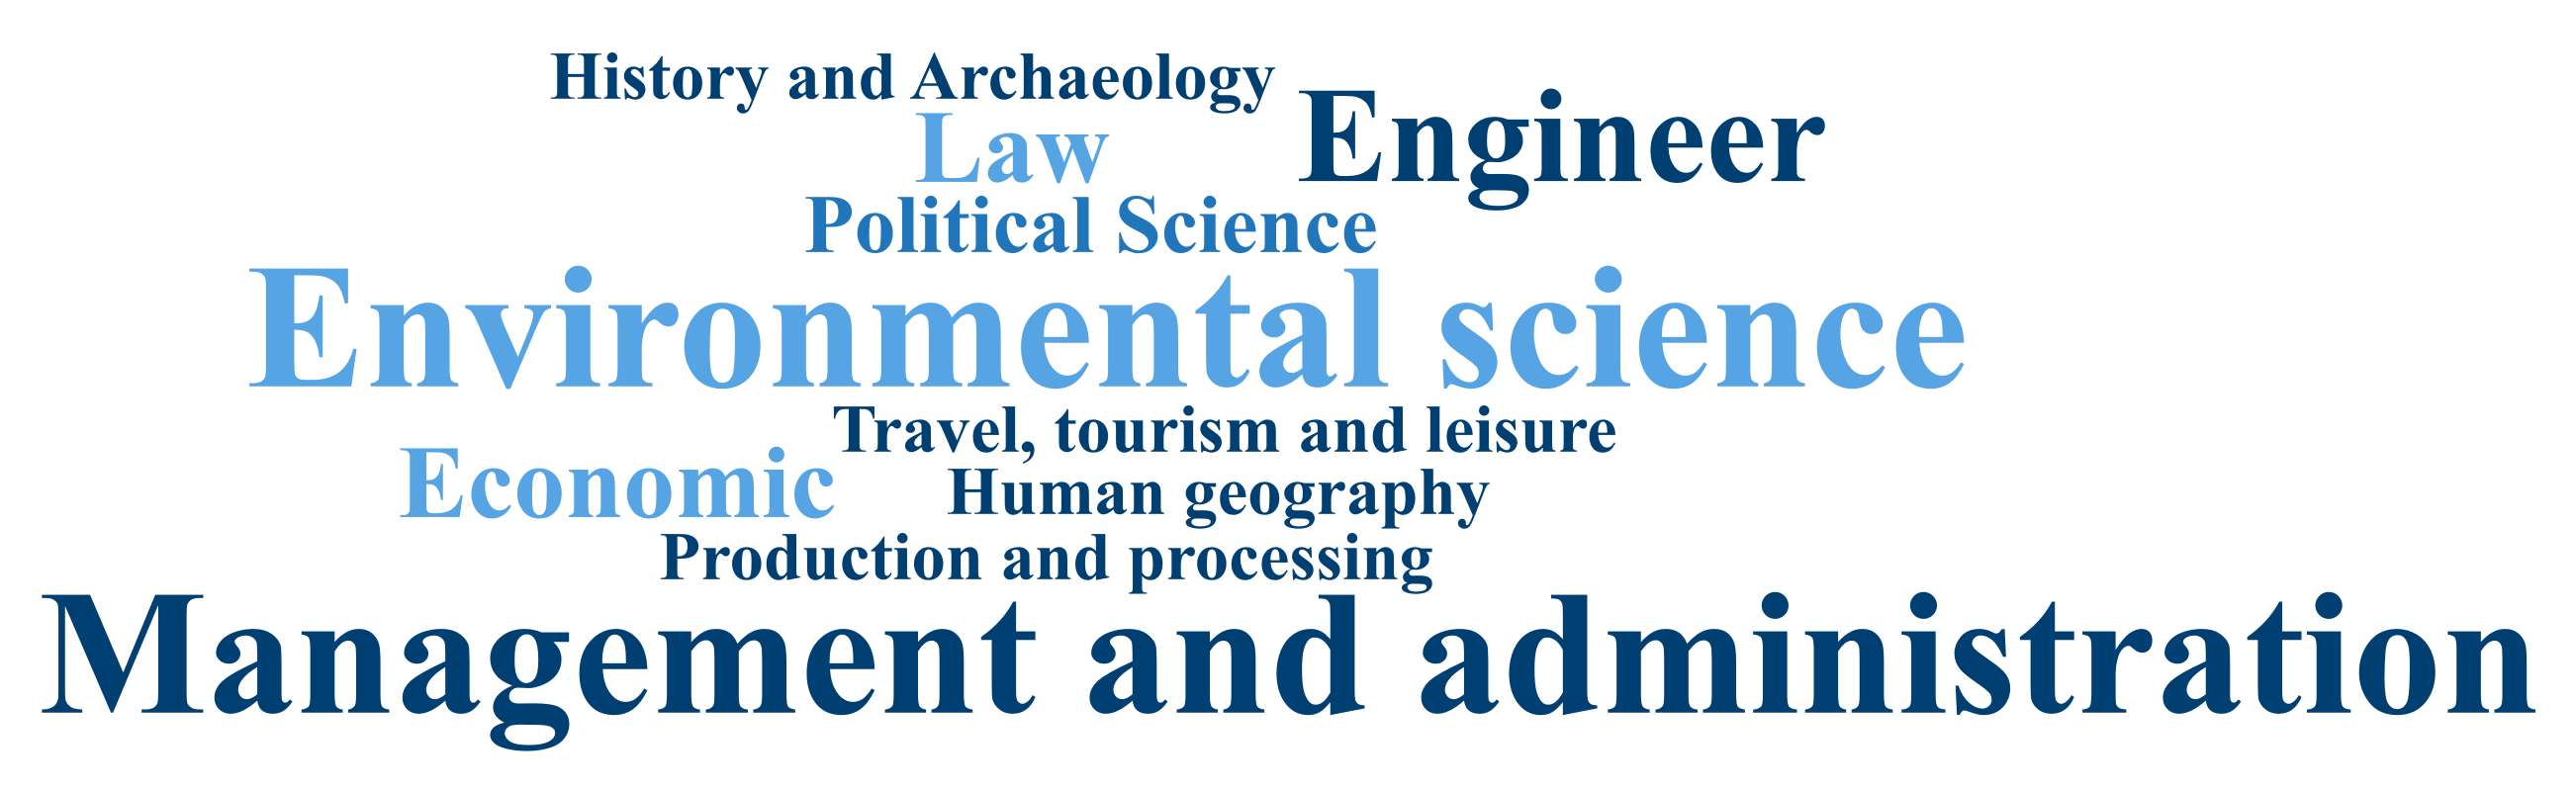 History and Archaeology
Engineer
Law
Political Science
Environmental science
Travel, tourism and leisure
Economic
Human geography
Production and processing
Management and administration